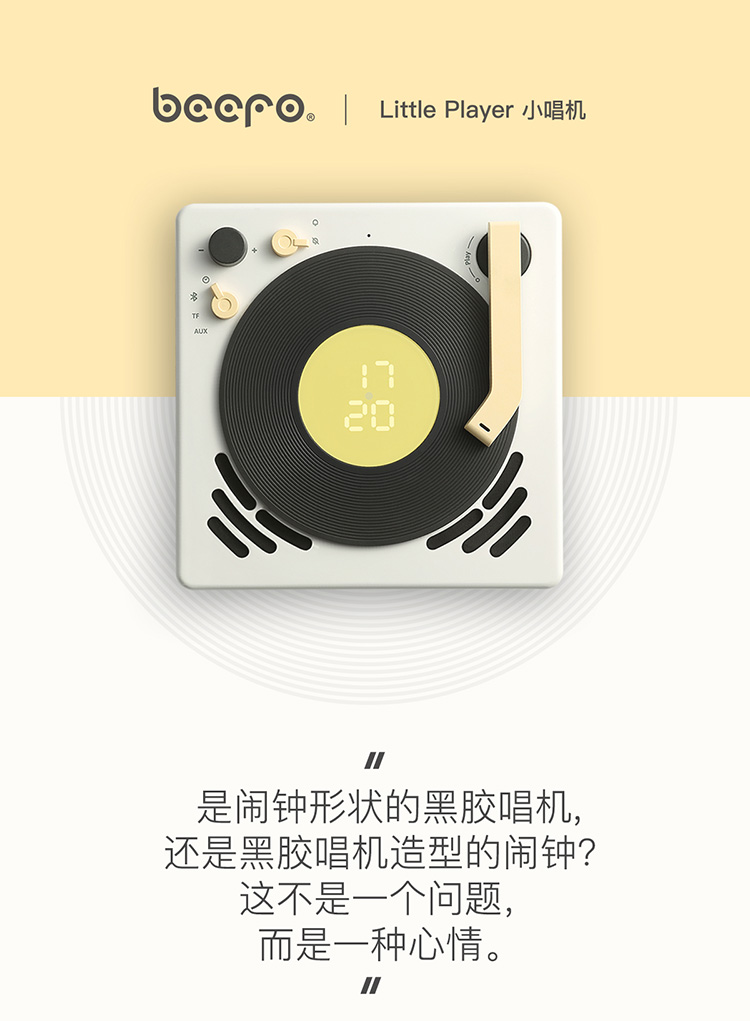 beepo®
Little Player 小唱机
- +
Play
TF
AUX
17
20
是闹钟形状的黑胶唱机,
还是黑胶唱机造型的闹钟?
这不是一个问题,
而是一种心情。